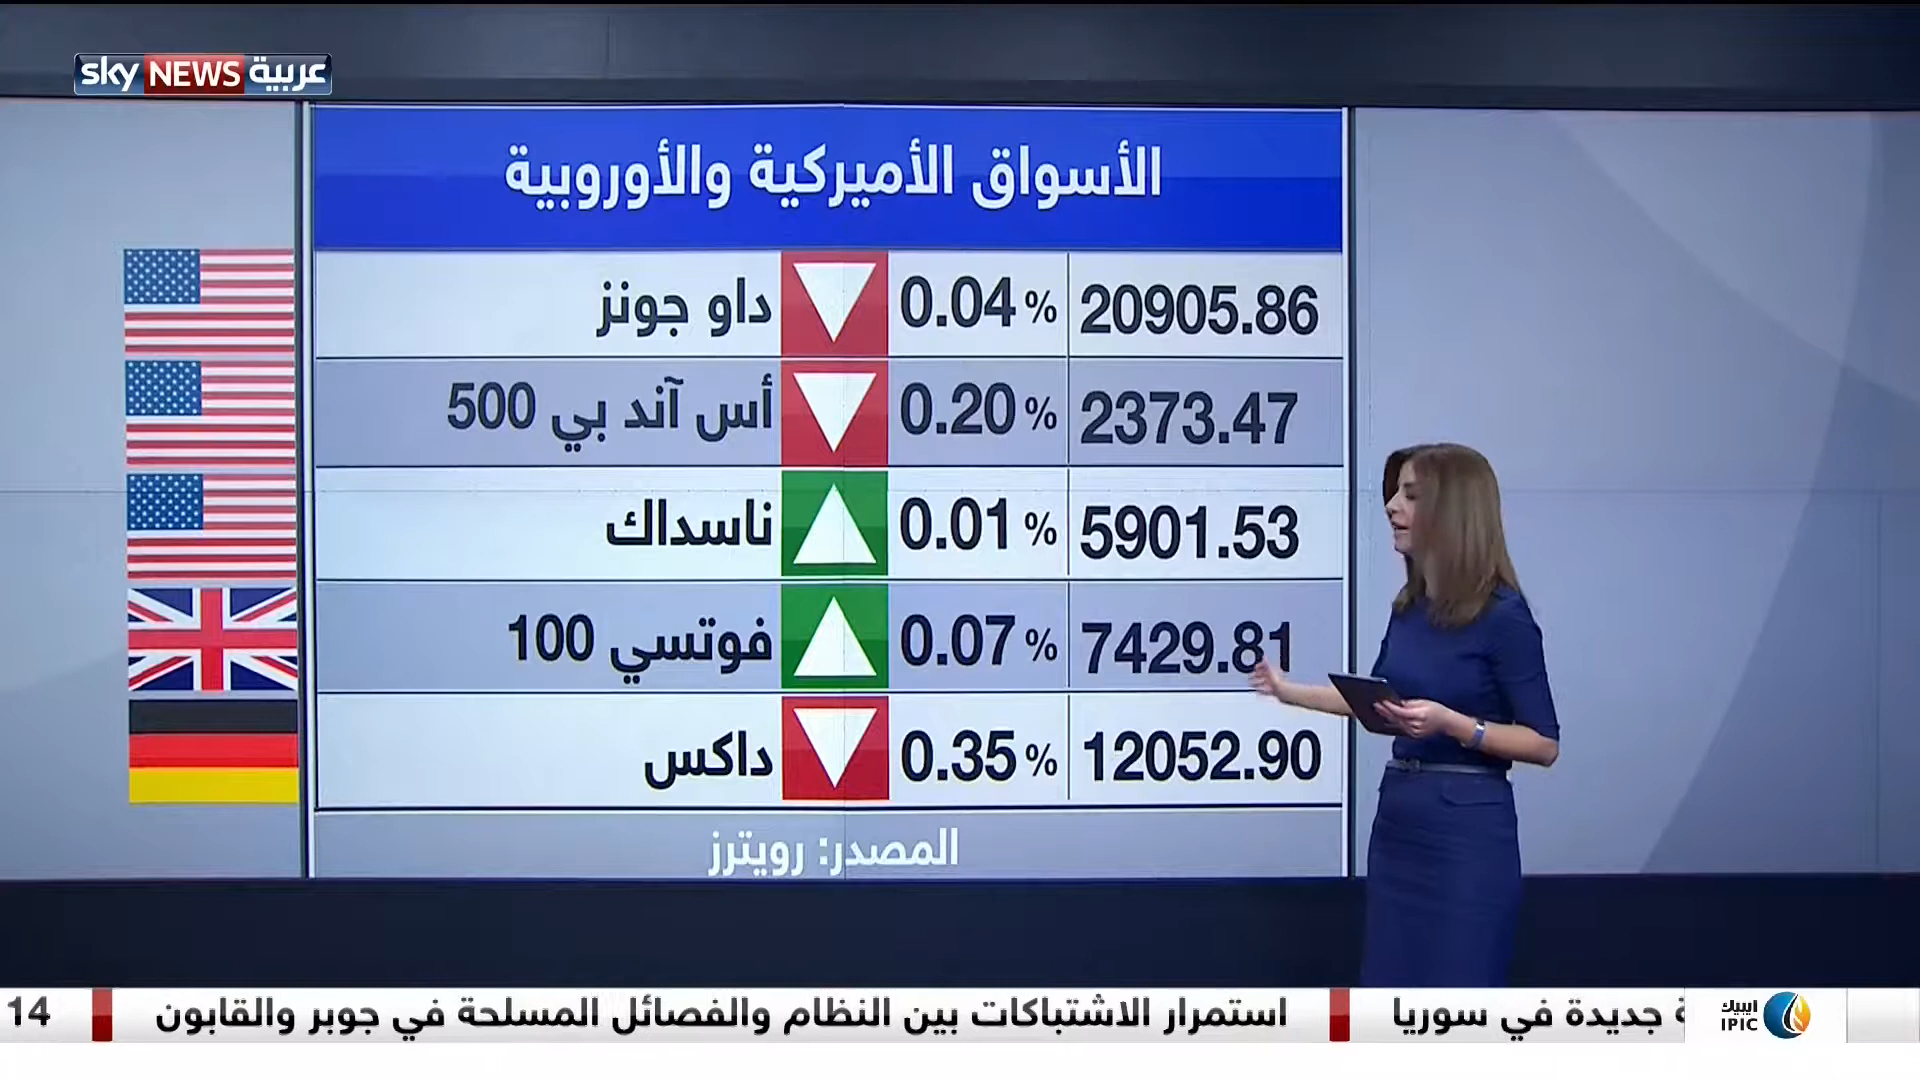 sky NEWS عربية
الأسواق الأميركية والأوروبية
داو جونز 0.04 % 20905.86
أس آند بي 500 0.20 % 2373.47
ناسداك 0.01 % 5901.53
فوتسي 100 0.07 % 7429.81
داكس 0.35 % 12052.90
المصدر: رويترز
جديدة في سوريا استمرار الاشتباكات بين النظام والفصائل المسلحة في جوبر والقابون 14
ايبيك
IPIC